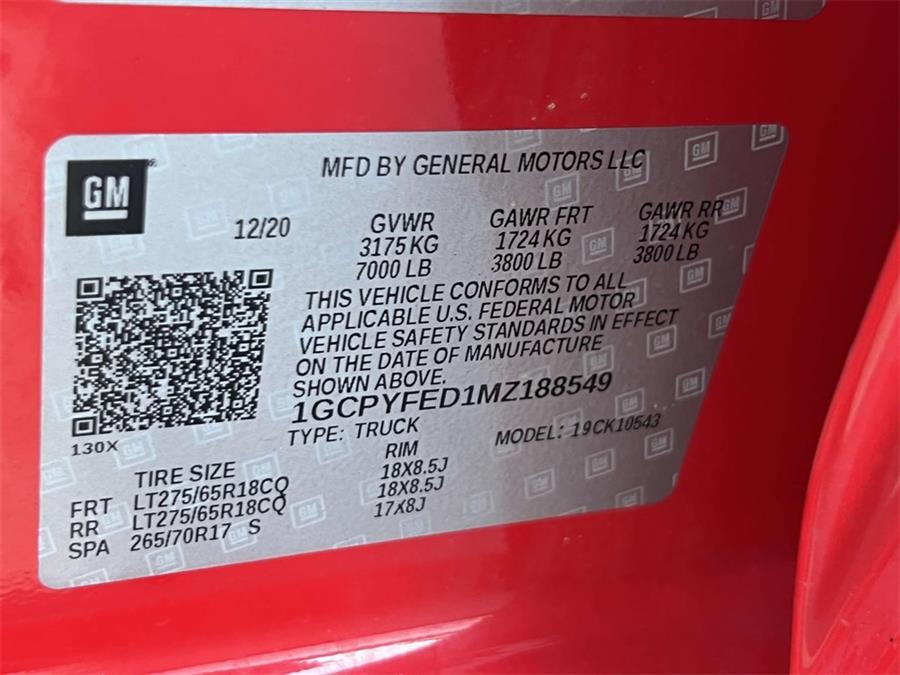 GM
MFD BY GENERAL MOTORS LLC
12/20
GVWR
3175 KG
7000 LB
GAWR FRT
1724 KG
3800 LB
GAWR RR
1724 KG
3800 LB
THIS VEHICLE CONFORMS TO ALL
APPLICABLE U.S. FEDERAL MOTOR
VEHICLE SAFETY STANDARDS IN EFFECT
ON THE DATE OF MANUFACTURE
SHOWN ABOVE.
1GCPYFED1MZ188549
TYPE: TRUCK
MODEL: 19CK10543
130X
TIRE SIZE
RIM
FRT LT275/65R18CQ 18X8.5J
RR LT275/65R18CQ 18X8.5J
SPA 265/70R17 S 17X8J